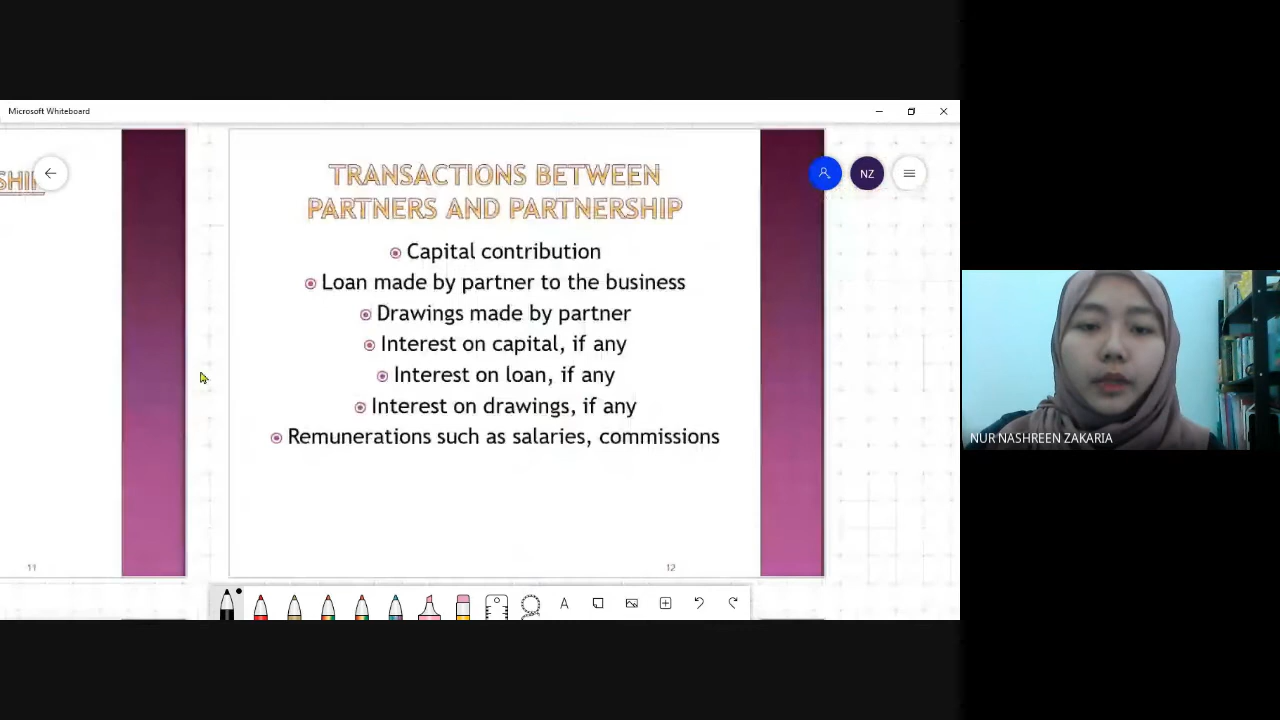 Microsoft Whiteboard
SHIP
NZ
TRANSACTIONS BETWEEN
PARTNERS AND PARTNERSHIP
Capital contribution
Loan made by partner to the business
Drawings made by partner
Interest on capital, if any
Interest on loan, if any
Interest on drawings, if any
Remunerations such as salaries, commissions
NUR NASHREEN ZAKARIA
11
12
A